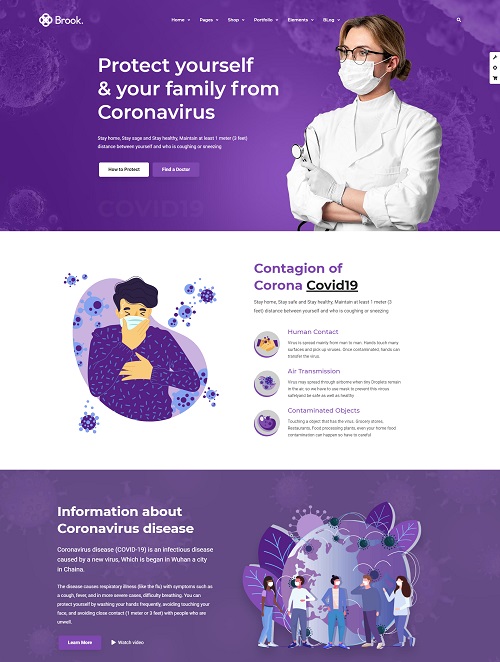 Brook.
Home Pages Shop Portfolio Elements BLog
Protect yourself
& your family from
Coronavirus
Stay home, Stay sage and Stay healthy, Maintain at least 1 meter (3 feet)
distance between yourself and who is coughing or sneezing
How to Protect Find a Doctor
COVID19
Contagion of
Corona Covid19
Stay Home, Stay safe and Stay healthy, Maintain at least 1 meter (3
feet) distance between yourself and who is coughing or sneezing
Human Contact
Virus is spread mainly from man to man. Hands touch many
surfaces and pick up viruses. Once contaminated, hands can
transfer the virus.
Air Transmission
Virus may spread through airborne when tiny Droplets remain
in the air, so we have to use mask to prevent this viruous
safelyand be safe as well as healthy
Contaminated Objects
Touching a object that has the virus. Grocery stores,
Restaurants, Food processing plants, even your home food
contamination can happen so have to careful
Information about
Coronavirus disease
Coronavirus disease (COVID-19) is an infectious disease
caused by a new virus, Which is began in Wuhan a city
in Chaina.
The disease causes respiratory illness (like the flu) with symptoms such as
a cough, fever, and in more severe cases, difficulty breathing. You can
protect yourself by washing your hands frequently, avoiding touching your
face, and avoiding close contact (1 meter or 3 feet) with people who are
unwell.
Learn More Watch video